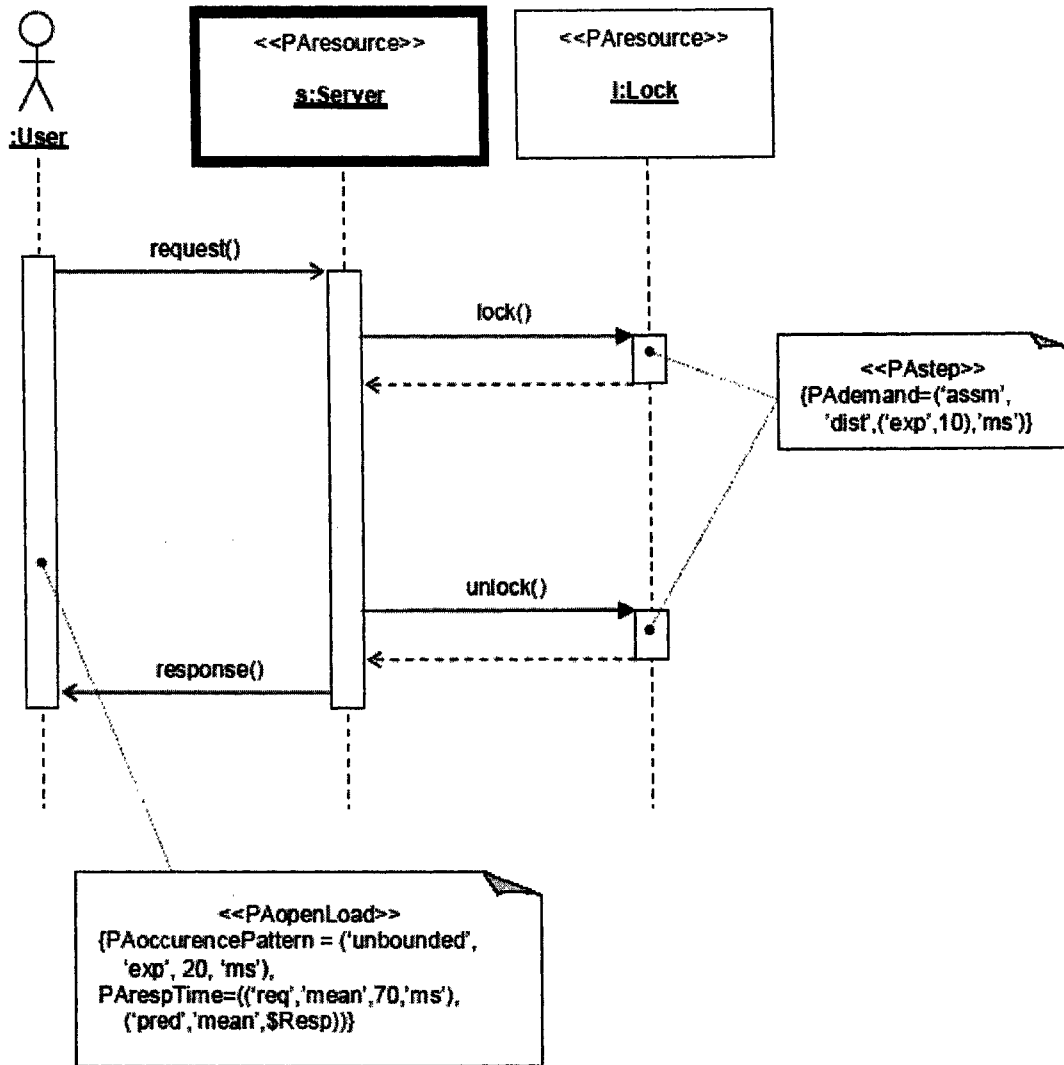 <<PAresource>>
s:Server
<<PAresource>>
l:Lock
:User
request()
lock()
<<PAstep>>
{PAdemand=('assm',
'dist',('exp',10),'ms')}
unlock()
response()
<<PAopenLoad>>
{PAoccurencePattern = ('unbounded',
'exp', 20, 'ms'),
PArespTime=(('req','mean',70,'ms'),
('pred','mean',$Resp))}